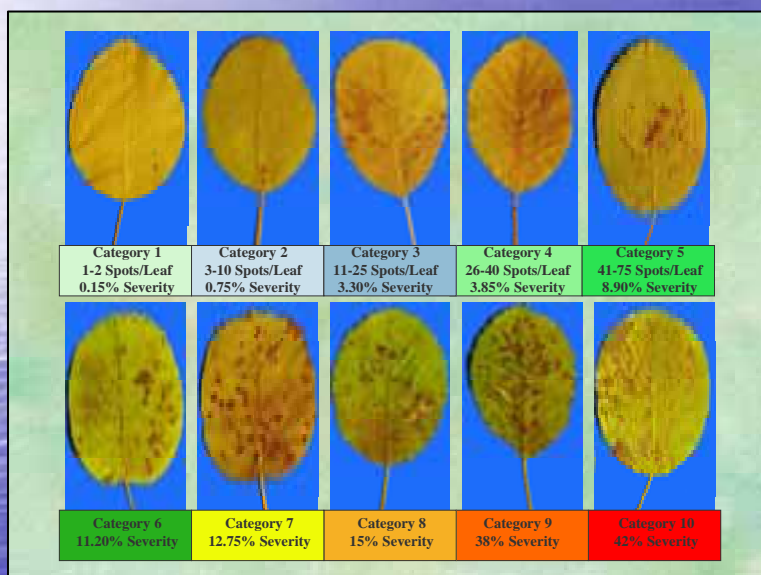 Category 1
1-2 Spots/Leaf
0.15% Severity
Category 2
3-10 Spots/Leaf
0.75% Severity
Category 3
11-25 Spots/Leaf
3.30% Severity
Category 4
26-40 Spots/Leaf
3.85% Severity
Category 5
41-75 Spots/Leaf
8.90% Severity
Category 6
11.20% Severity
Category 7
12.75% Severity
Category 8
15% Severity
Category 9
38% Severity
Category 10
42% Severity